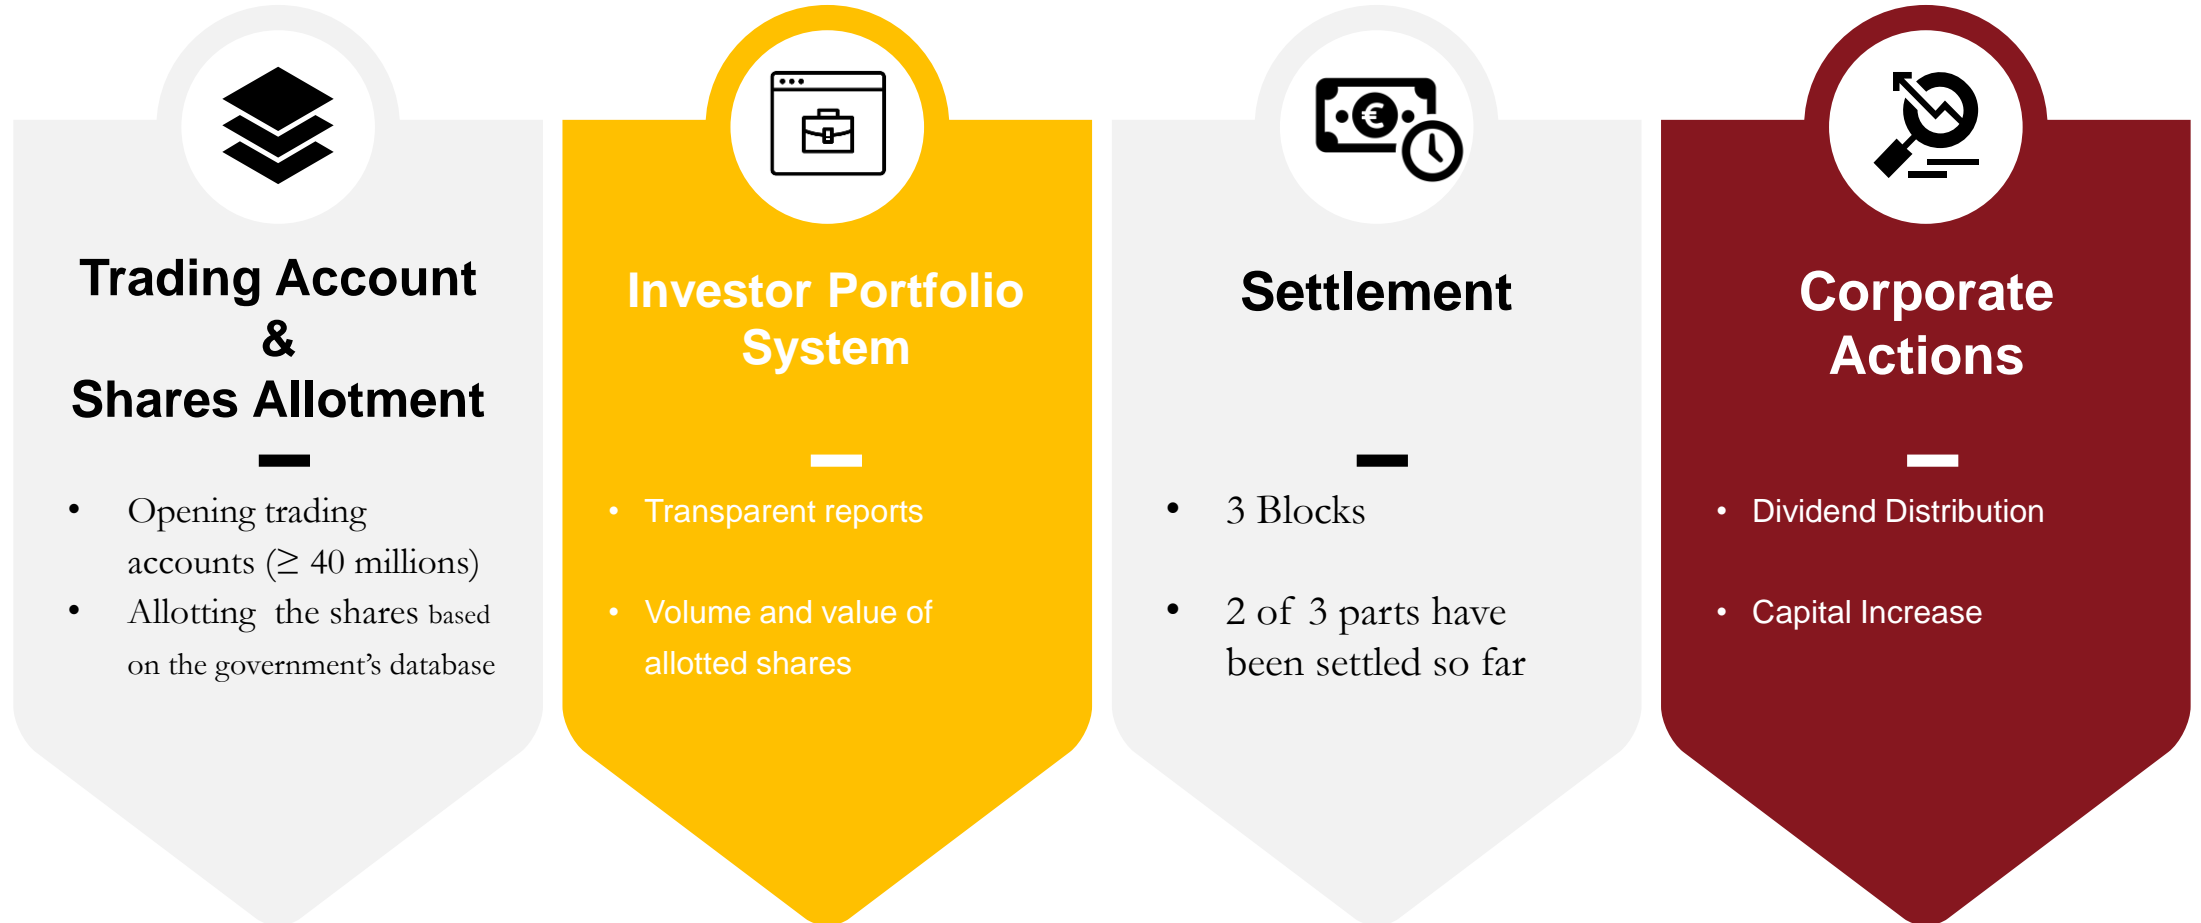 Trading Account
&
Shares Allotment
• Opening trading
accounts (≥ 40 millions)
• Allotting the shares based
on the government’s database
Investor Portfolio
System
• Transparent reports
• Volume and value of
allotted shares
€
Settlement
• 3 Blocks
• 2 of 3 parts have
been settled so far
Corporate
Actions
• Dividend Distribution
• Capital Increase